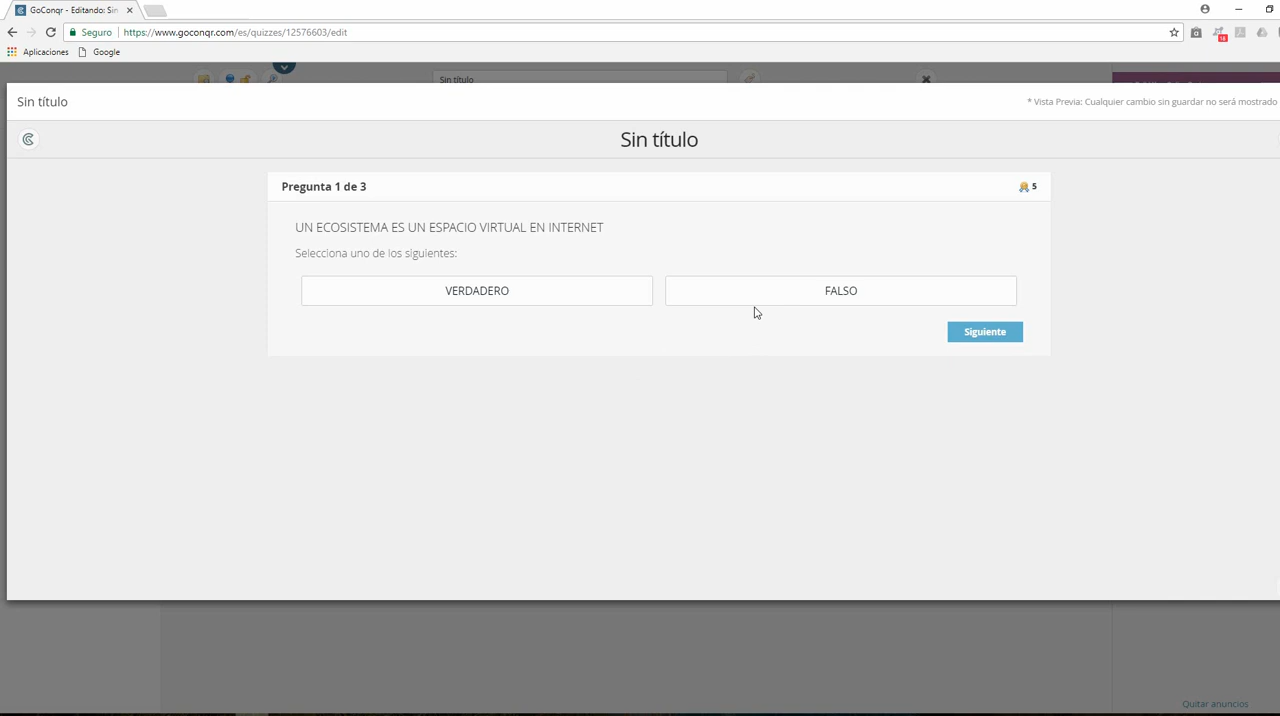 GoConqr - Editando: Sin
Seguro https://www.goconqr.com/es/quizzes/12576603/edit
Aplicaciones Google
Sin título
Sin título
* Vista Previa: Cualquier cambio sin guardar no será mostrado
Sin título
Pregunta 1 de 3
5
UN ECOSISTEMA ES UN ESPACIO VIRTUAL EN INTERNET
Selecciona uno de los siguientes:
VERDADERO
FALSO
Siguiente
Quitar anuncios